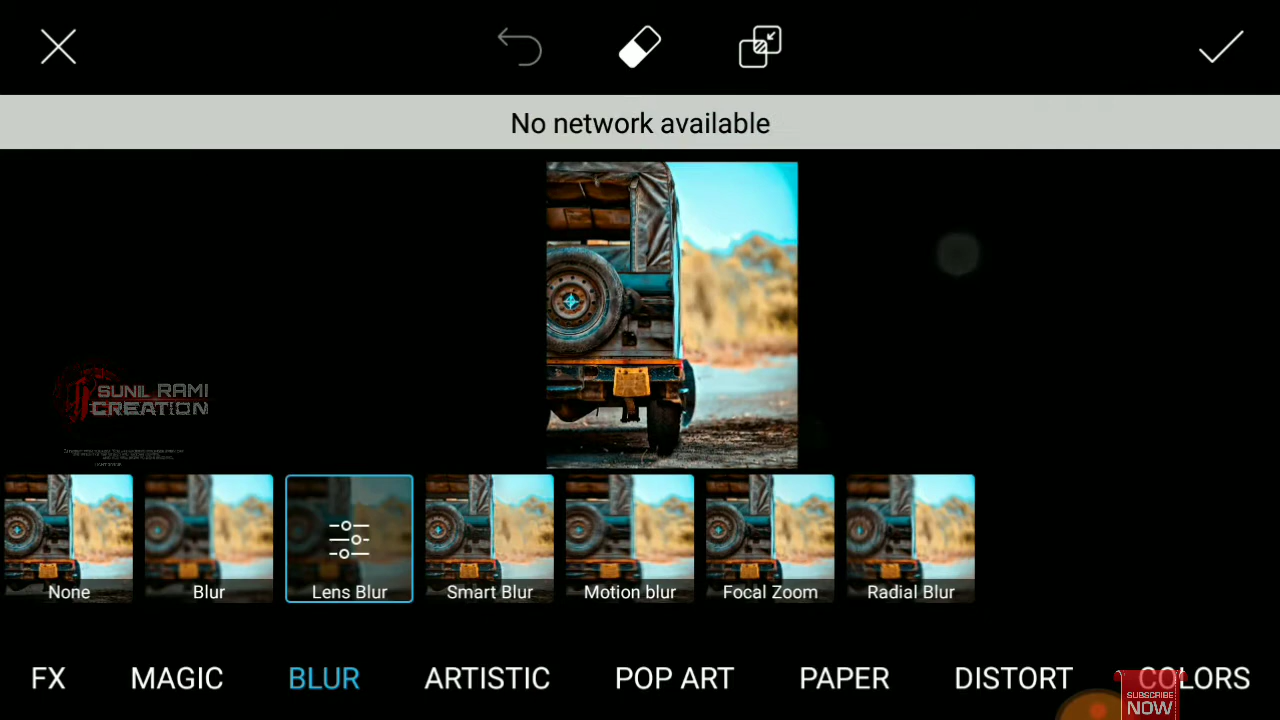 No network available
SUNIL RAMI
CREATION
None
Blur
Lens Blur
Smart Blur
Motion blur
Focal Zoom
Radial Blur
FX
MAGIC
BLUR
ARTISTIC
POP ART
PAPER
DISTORT
COLORS
SUBSCRIBE
NOW